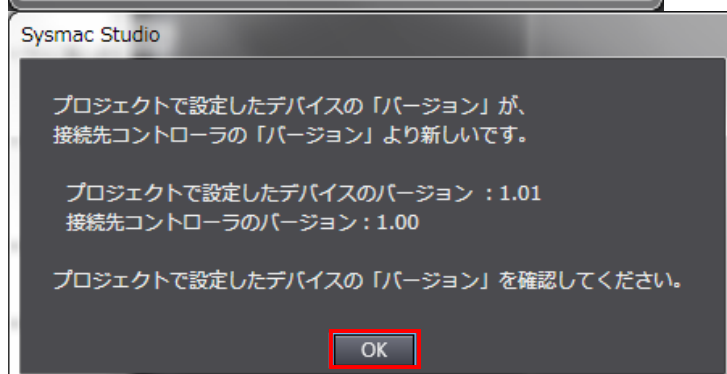 Sysmac Studio
プロジェクトで設定したデバイスの「バージョン」が、
接続先コントローラの「バージョン」より新しいです。
プロジェクトで設定したデバイスのバージョン ：1.01
接続先コントローラのバージョン：1.00
プロジェクトで設定したデバイスの「バージョン」を確認してください。
OK